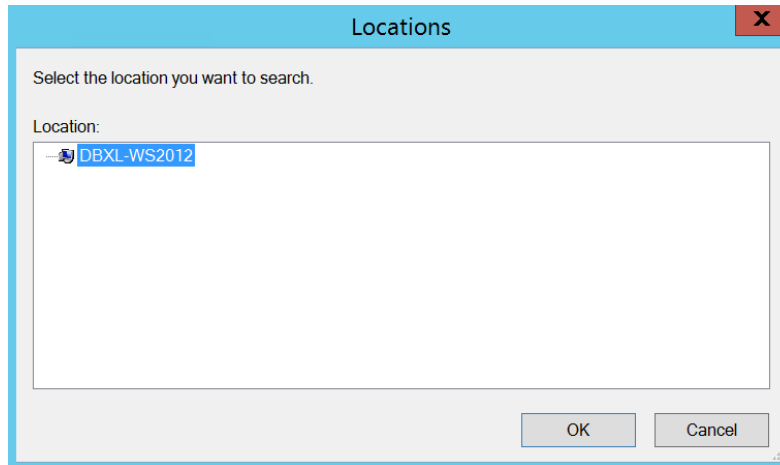 Locations
X
Select the location you want to search.
Location:
DBXL-WS2012
OK Cancel